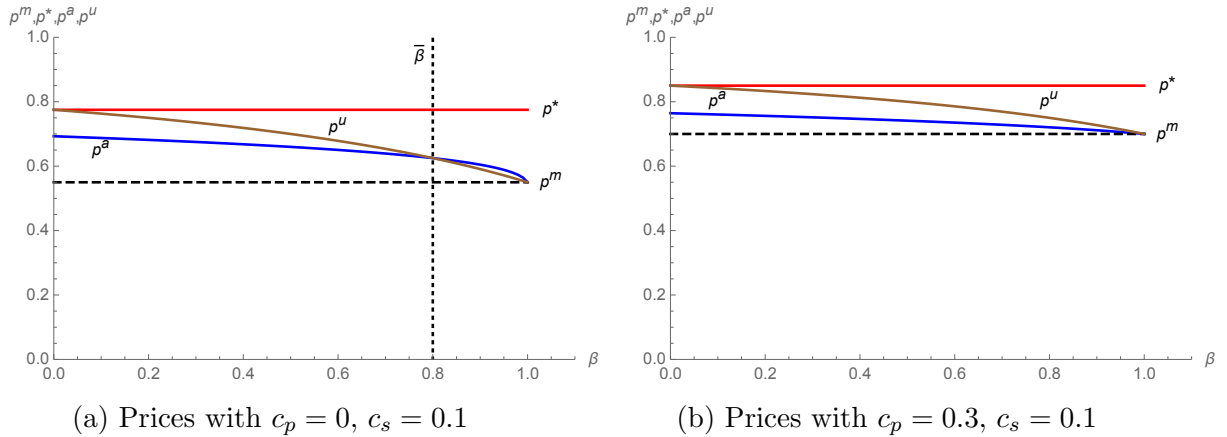 p^m,p*,p^a,p^u
1.0
0.8
0.6
0.4
0.2
0.0
0.0 0.2 0.4 0.6 0.8 1.0 β
β̅
p*
p^u
p^a
p^m
(a) Prices with c_p = 0, c_s = 0.1
p^m,p*,p^a,p^u
1.0
0.8
0.6
0.4
0.2
0.0
0.0 0.2 0.4 0.6 0.8 1.0 β
p*
p^a
p^u
p^m
(b) Prices with c_p = 0.3, c_s = 0.1